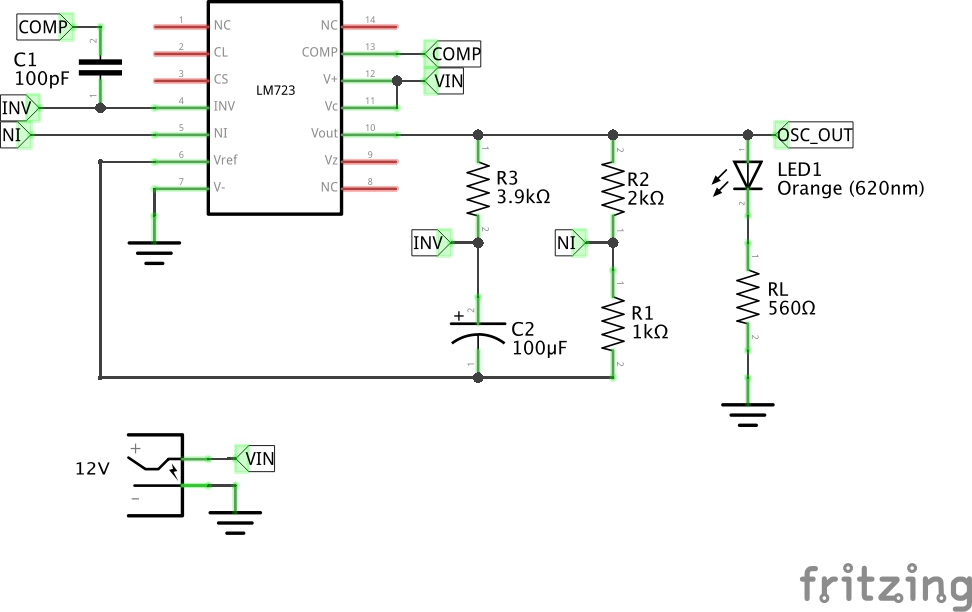 COMP
2
C1
100pF
1
INV
NI
1 NC
2 CL
3 CS
4 INV
5 NI
6 Vref
7 V-
LM723
NC 14
COMP 13
V+ 12
Vc 11
Vout 10
Vz 9
NC 8
COMP
VIN
OSC_OUT
1
R3
3.9kΩ
2
INV
2
R2
2kΩ
1
NI
1
LED1
Orange (620nm)
2
+
2
C2
100µF
1
1
R1
1kΩ
2
1
RL
560Ω
2
12V
+
−
VIN
fritzing